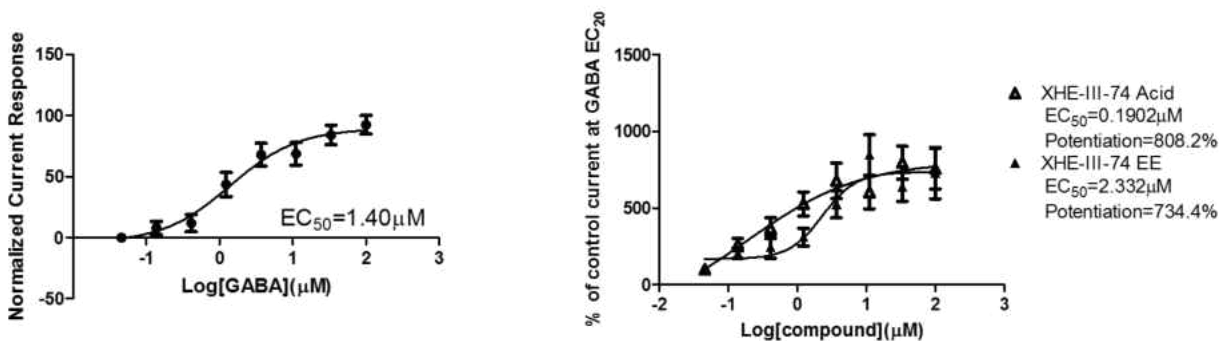 Normalized Current Response
150
100
50
0
-50
EC50=1.40μM
-1
0
1
2
Log[GABA](μM)
% of control current at GABA EC20
1500
1000
500
0
-2
-1
0
1
2
3
Log[compound](μM)
XHE-III-74 Acid
EC50=0.1902μM
Potentiation=808.2%
XHE-III-74 EE
EC50=2.332μM
Potentiation=734.4%